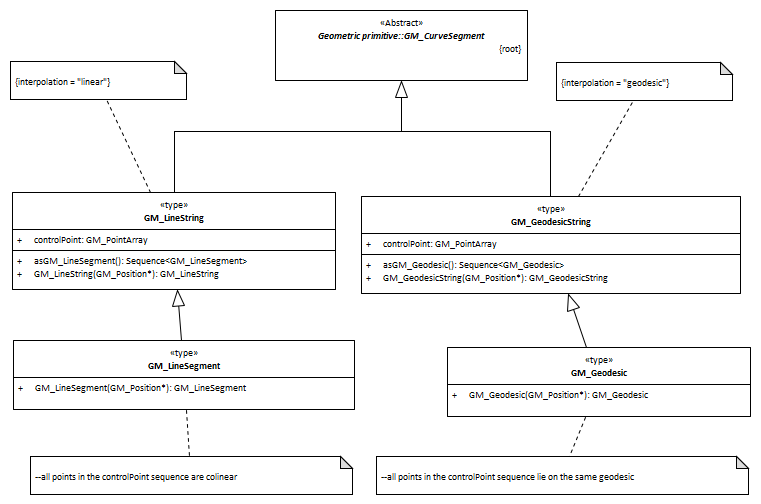 «Abstract»
Geometric primitive::GM_CurveSegment
{root}
{interpolation = "linear"}
{interpolation = "geodesic"}
«type»
GM_LineString
+ controlPoint: GM_PointArray
+ asGM_LineSegment(): Sequence<GM_LineSegment>
+ GM_LineString(GM_Position*): GM_LineString
«type»
GM_GeodesicString
+ controlPoint: GM_PointArray
+ asGM_Geodesic(): Sequence<GM_Geodesic>
+ GM_GeodesicString(GM_Position*): GM_GeodesicString
«type»
GM_LineSegment
+ GM_LineSegment(GM_Position*): GM_LineSegment
«type»
GM_Geodesic
+ GM_Geodesic(GM_Position*): GM_Geodesic
--all points in the controlPoint sequence are colinear
--all points in the controlPoint sequence lie on the same geodesic